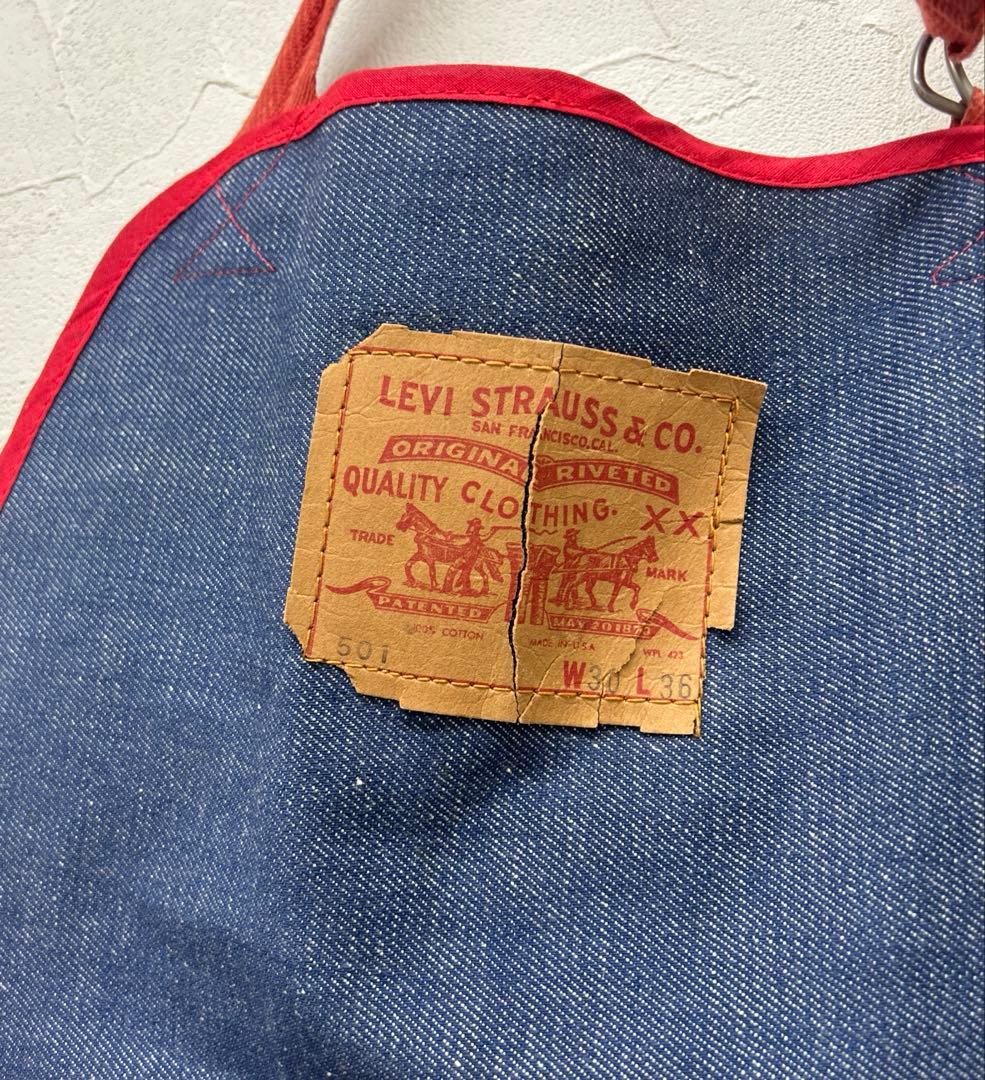 LEVI STRAUSS & CO.
SAN FRANCISCO, CAL.
ORIGINAL RIVETED
QUALITY CLOTHING. XX
TRADE MARK
PATENTED MAY 20 1873
100% COTTON MADE IN U.S.A WPL 423
501 W30 L36